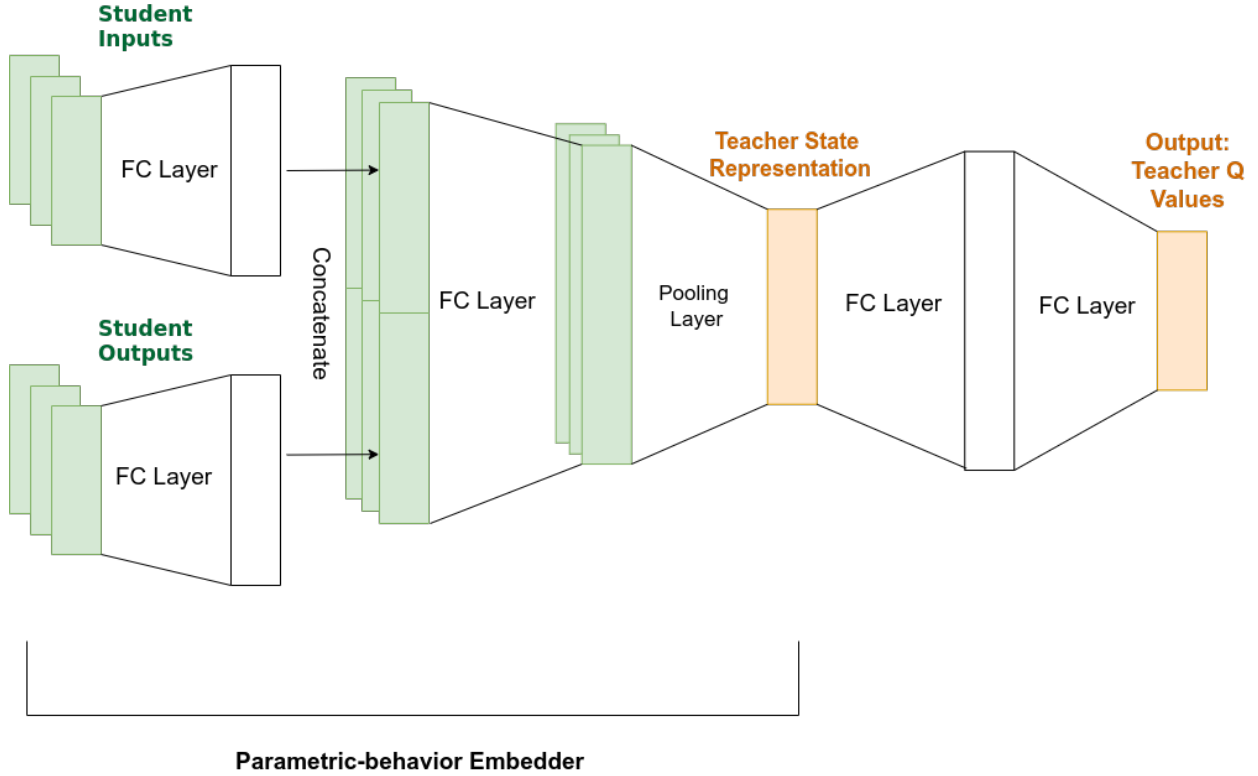 Student
Inputs
FC Layer
Student
Outputs
FC Layer
Concatenate
FC Layer
Pooling
Layer
Teacher State
Representation
FC Layer
FC Layer
Output:
Teacher Q
Values
Parametric-behavior Embedder